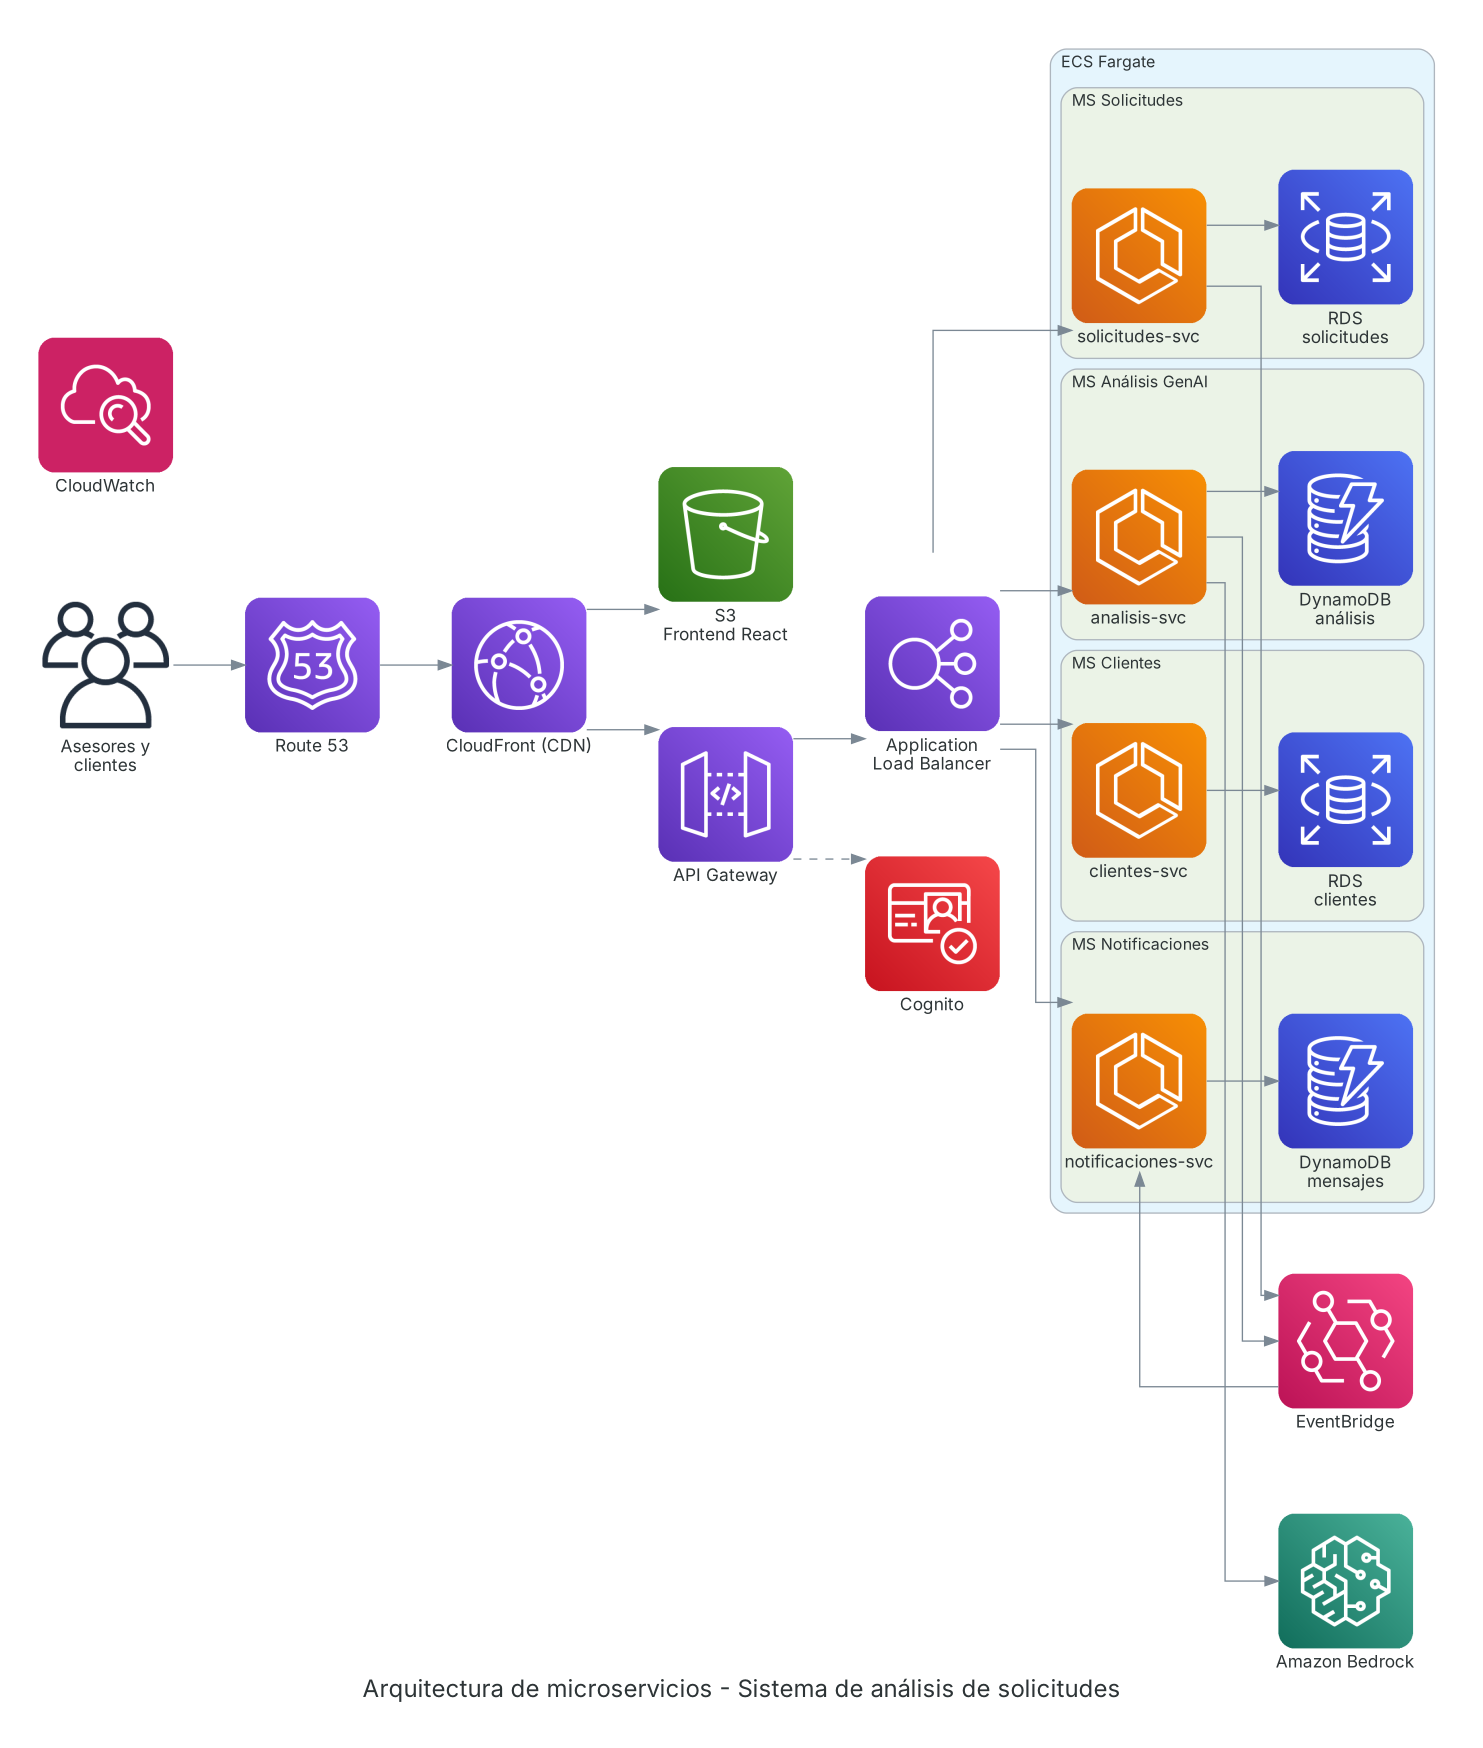 ECS Fargate
MS Solicitudes
solicitudes-svc
RDS
solicitudes
MS Análisis GenAI
analisis-svc
DynamoDB
análisis
MS Clientes
clientes-svc
RDS
clientes
MS Notificaciones
notificaciones-svc
DynamoDB
mensajes
CloudWatch
Asesores y
clientes
53
Route 53
CloudFront (CDN)
S3
Frontend React
</>
API Gateway
Application
Load Balancer
Cognito
EventBridge
Amazon Bedrock
Arquitectura de microservicios - Sistema de análisis de solicitudes